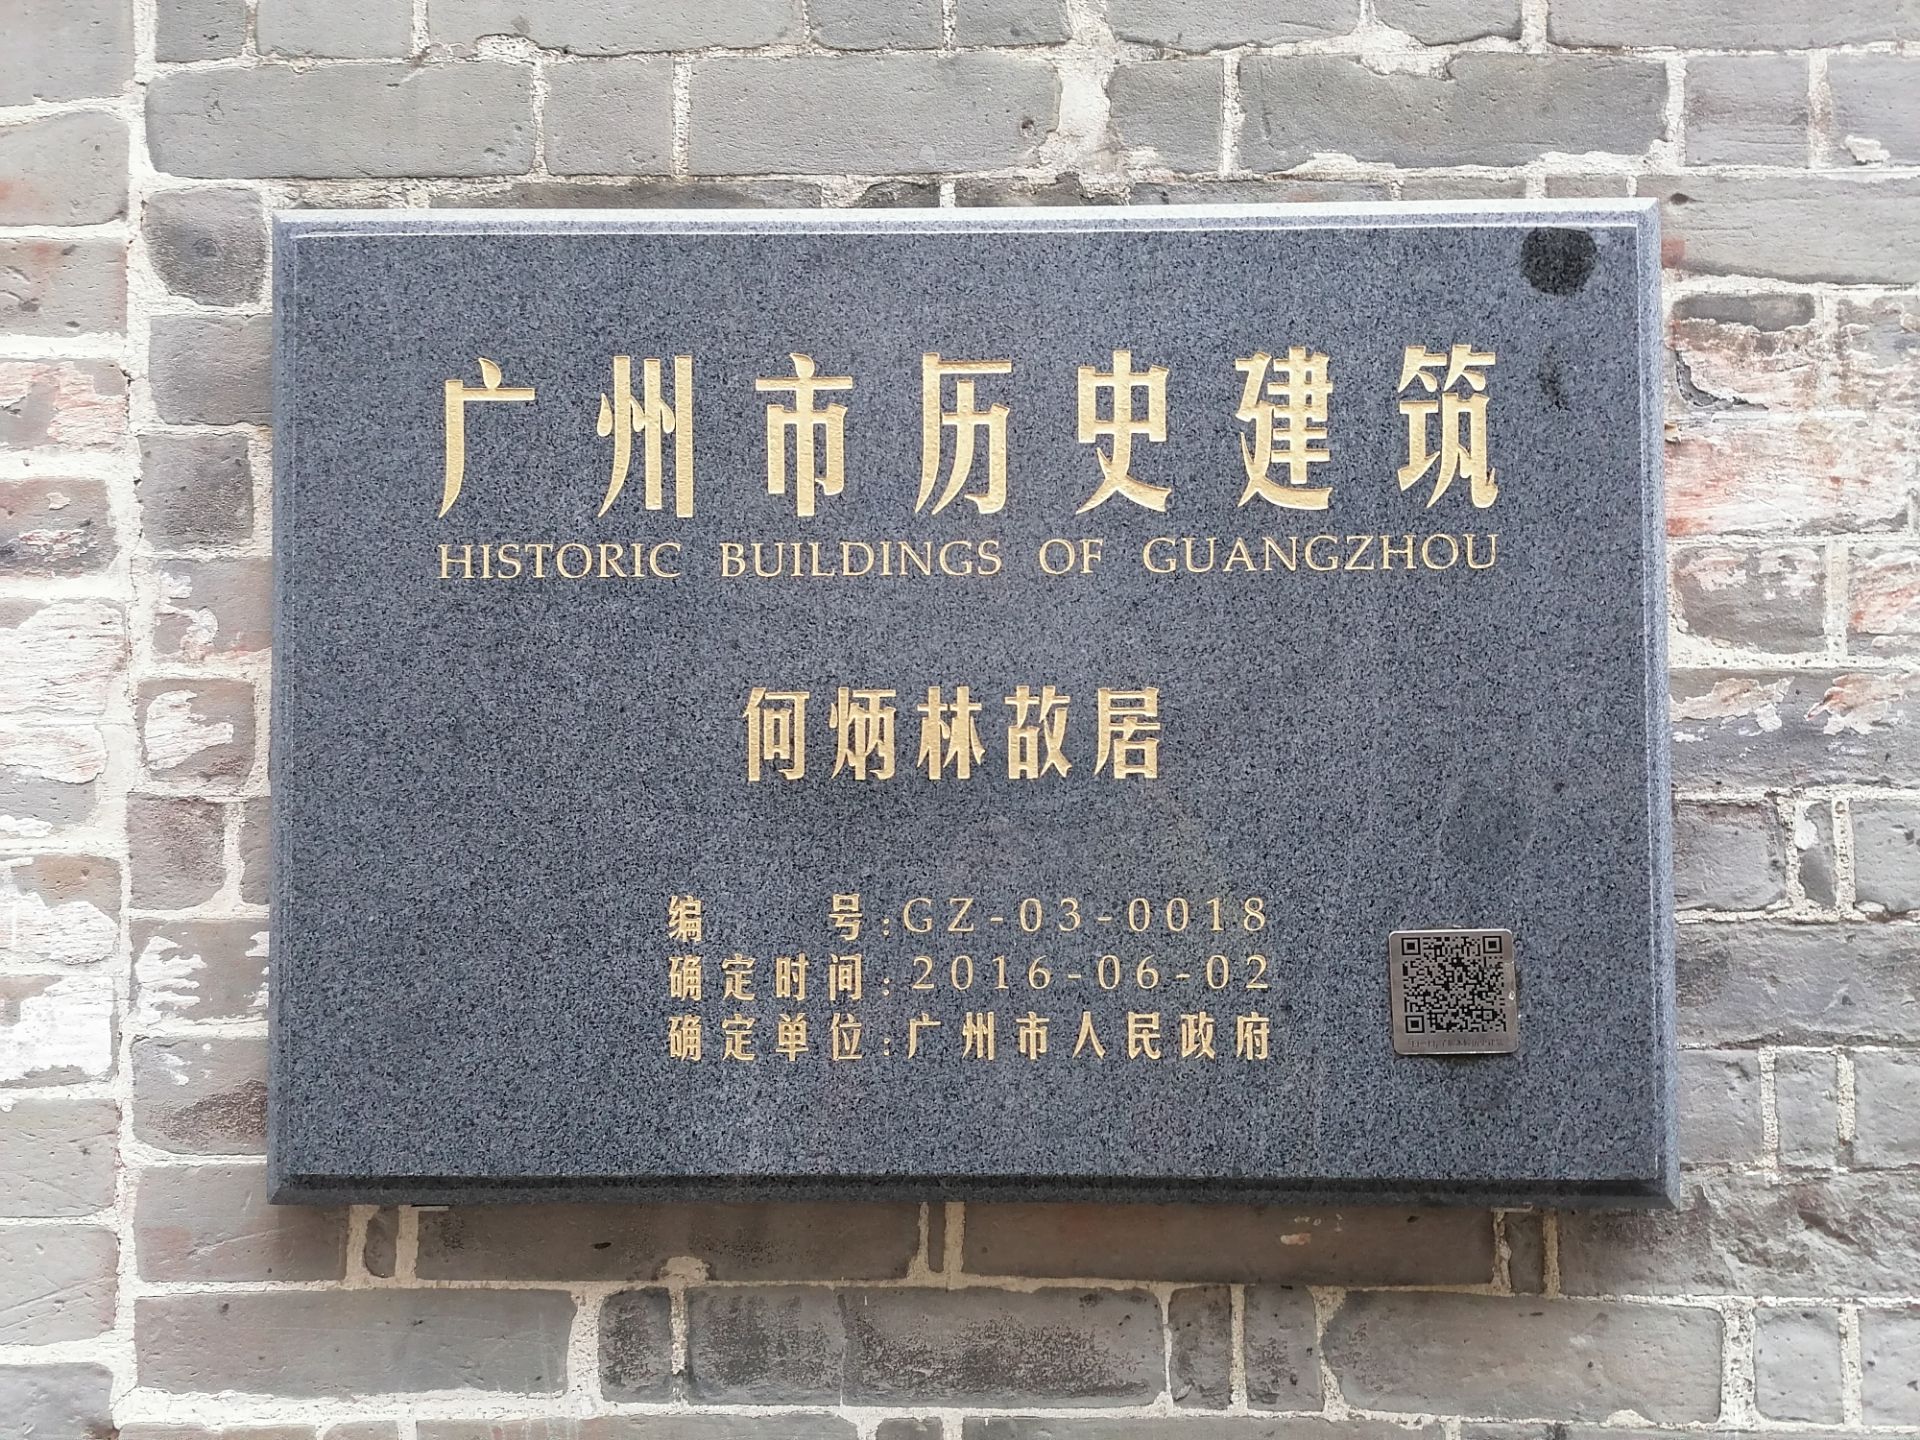 广州市历史建筑
HISTORIC BUILDINGS OF GUANGZHOU
何炳林故居
编 号:GZ-03-0018
确定时间:2016-06-02
确定单位:广州市人民政府